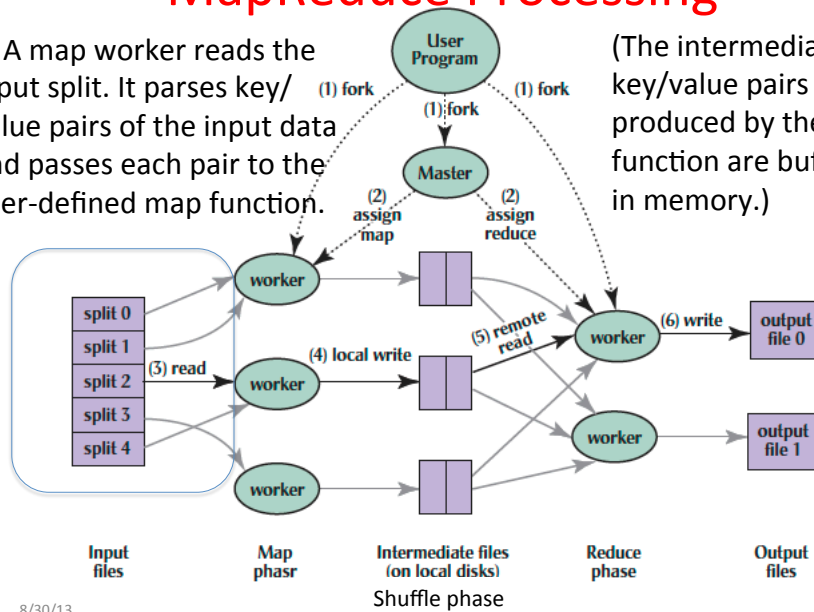 MapReduce Processing
A map worker reads the
put split. It parses key/
lue pairs of the input data
nd passes each pair to the
er-defined map function.
(The intermedia
key/value pairs
produced by the
function are buf
in memory.)
User
Program
(1) fork
(1) fork
(1) fork
Master
(2)
assign
map
(2)
assign
reduce
worker
split 0
split 1
split 2
split 3
split 4
(3) read
worker
(4) local write
(5) remote
read
worker
(6) write
output
file 0
worker
output
file 1
worker
Input
files
Map
phasr
Intermediate files
(on local disks)
Reduce
phase
Output
files
Shuffle phase
8/30/13